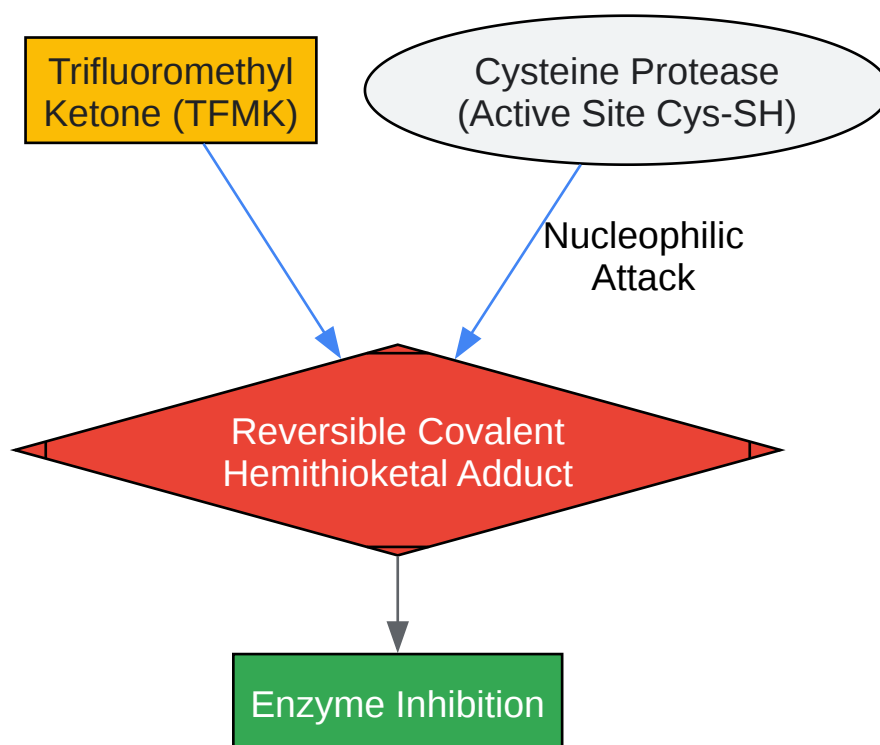 Trifluoromethyl
Ketone (TFMK)
Cysteine Protease
(Active Site Cys-SH)
Nucleophilic
Attack
Reversible Covalent
Hemithioketal Adduct
Enzyme Inhibition